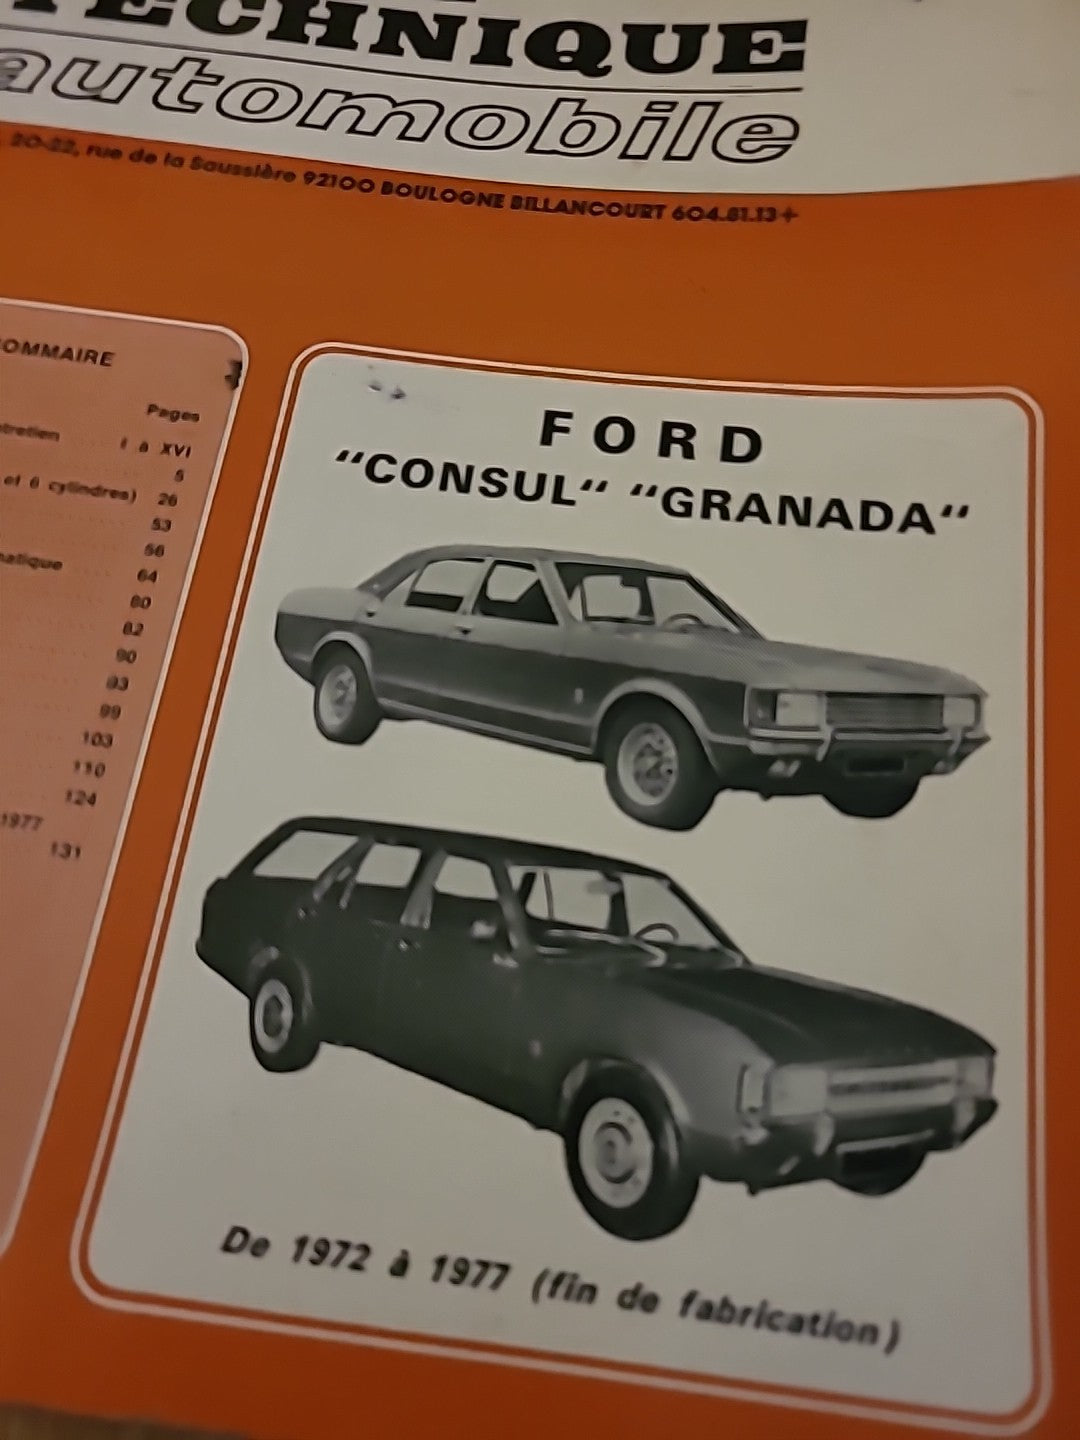 TECHNIQUE
automobile
20-22, rue de la Saussière 92100 BOULOGNE BILLANCOURT 604.81.13+
OMMAIRE
Pages
tretien I à XVI
5
et 6 cylindres) 26
53
56
matique 64
80
82
90
93
99
103
110
124
1977
131
FORD
"CONSUL" "GRANADA"
De 1972 à 1977 (fin de fabrication)